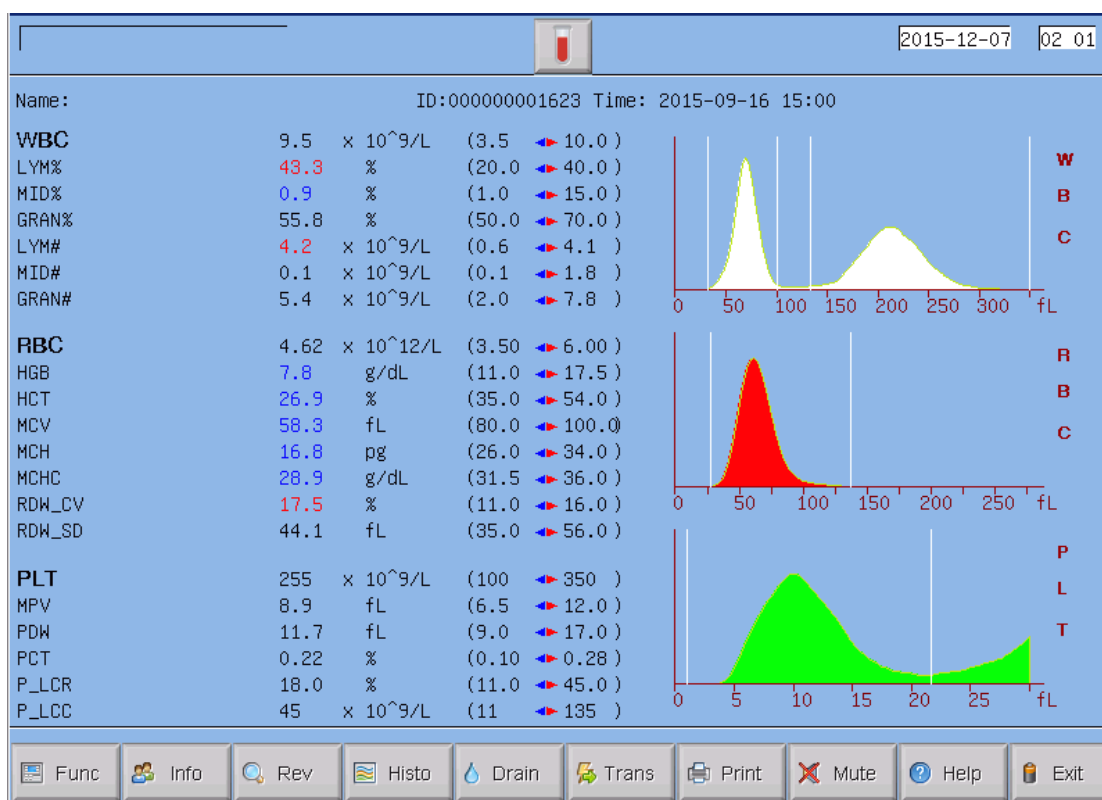 2015-12-07 02 01
Name: ID:000000001623 Time: 2015-09-16 15:00
WBC 9.5 x 10^9/L (3.5 10.0)
LYM% 43.3 % (20.0 40.0)
MID% 0.9 % (1.0 15.0)
GRAN% 55.8 % (50.0 70.0)
LYM# 4.2 x 10^9/L (0.6 4.1 )
MID# 0.1 x 10^9/L (0.1 1.8 )
GRAN# 5.4 x 10^9/L (2.0 7.8 )
W
B
C
0 50 100 150 200 250 300 fL
RBC 4.62 x 10^12/L (3.50 6.00)
HGB 7.8 g/dL (11.0 17.5)
HCT 26.9 % (35.0 54.0)
MCV 58.3 fL (80.0 100.0)
MCH 16.8 pg (26.0 34.0)
MCHC 28.9 g/dL (31.5 36.0)
RDW_CV 17.5 % (11.0 16.0)
RDW_SD 44.1 fL (35.0 56.0)
R
B
C
0 50 100 150 200 250 fL
PLT 255 x 10^9/L (100 350 )
MPV 8.9 fL (6.5 12.0)
PDW 11.7 fL (9.0 17.0)
PCT 0.22 % (0.10 0.28)
P_LCR 18.0 % (11.0 45.0)
P_LCC 45 x 10^9/L (11 135 )
P
L
T
0 5 10 15 20 25 fL
Func Info Rev Histo Drain Trans Print Mute Help Exit